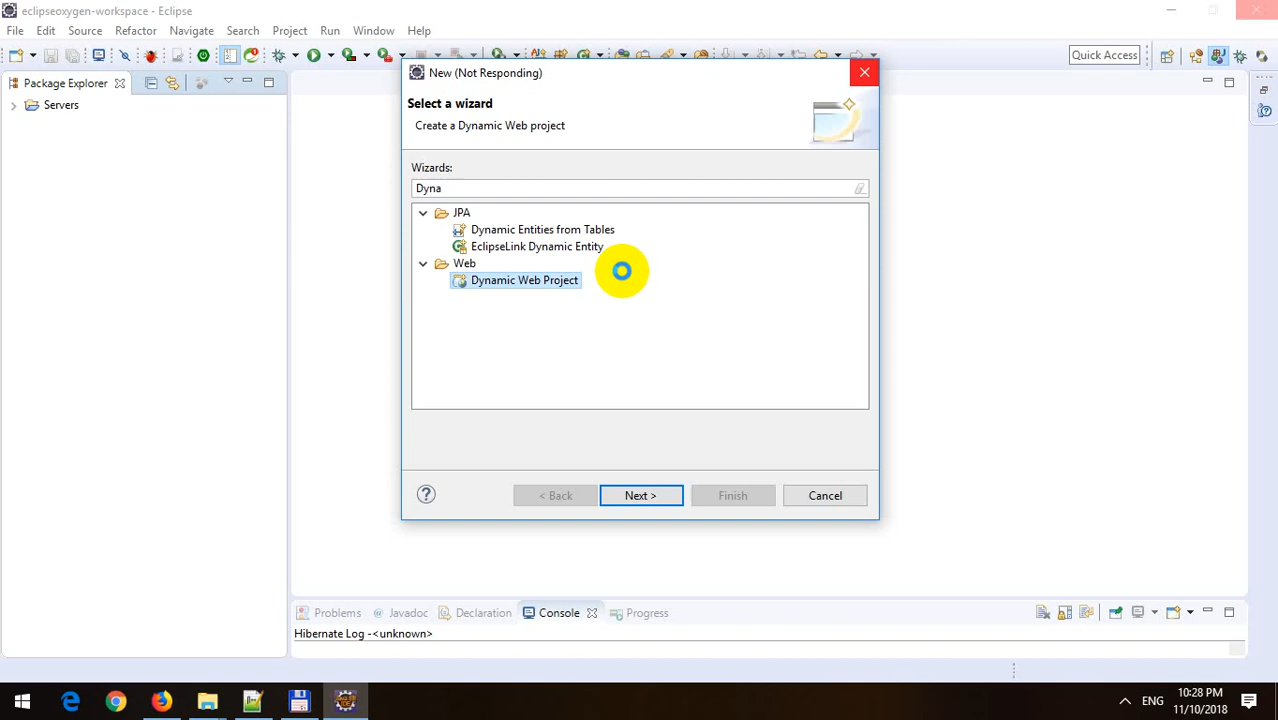 eclipseoxygen-workspace - Eclipse
File Edit Source Refactor Navigate Search Project Run Window Help
Quick Access
Package Explorer
Servers
New (Not Responding)
Select a wizard
Create a Dynamic Web project
Wizards:
Dyna
JPA
Dynamic Entities from Tables
EclipseLink Dynamic Entity
Web
Dynamic Web Project
?
< Back Next > Finish Cancel
Problems @ Javadoc Declaration Console Progress
Hibernate Log -<unknown>
ENG
10:28 PM
11/10/2018